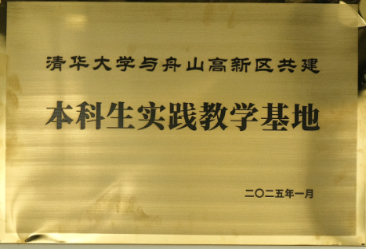 清华大学与舟山高新区共建
本科生实践教学基地
二〇二五年一月